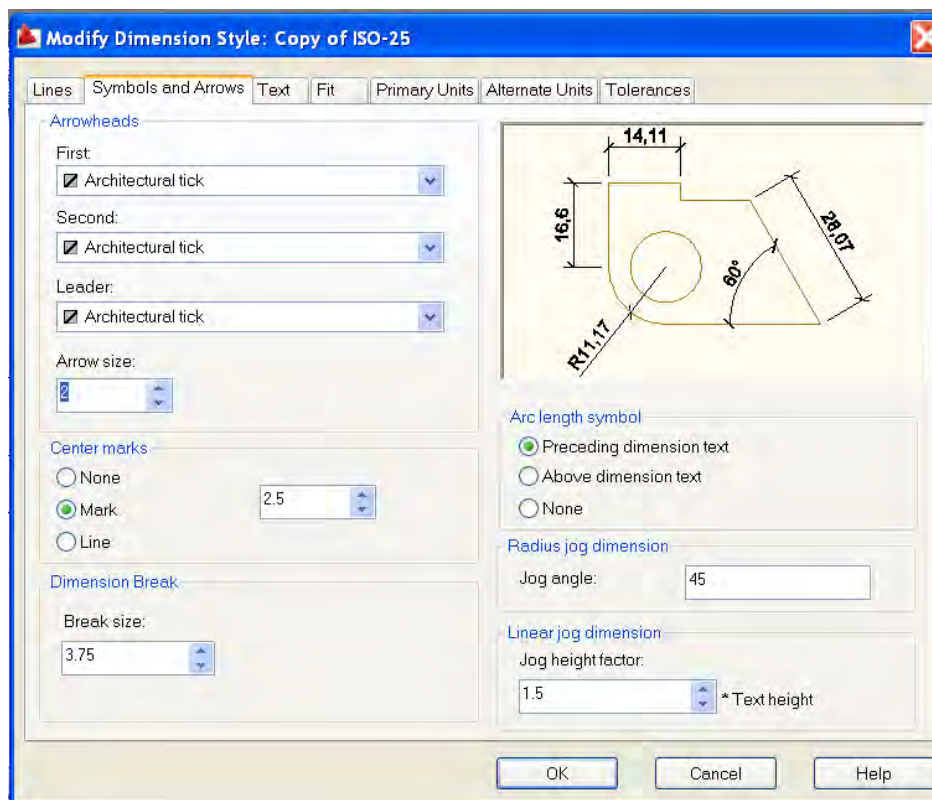 Modify Dimension Style: Copy of ISO-25
Lines Symbols and Arrows Text Fit Primary Units Alternate Units Tolerances
Arrowheads
First:
Architectural tick
Second:
Architectural tick
Leader:
Architectural tick
Arrow size:
2
Center marks
None
Mark
Line
2.5
Dimension Break
Break size:
3.75
14,11
16,6
28,07
60°
R11,17
Arc length symbol
Preceding dimension text
Above dimension text
None
Radius jog dimension
Jog angle:
45
Linear jog dimension
Jog height factor:
1.5
* Text height
OK Cancel Help